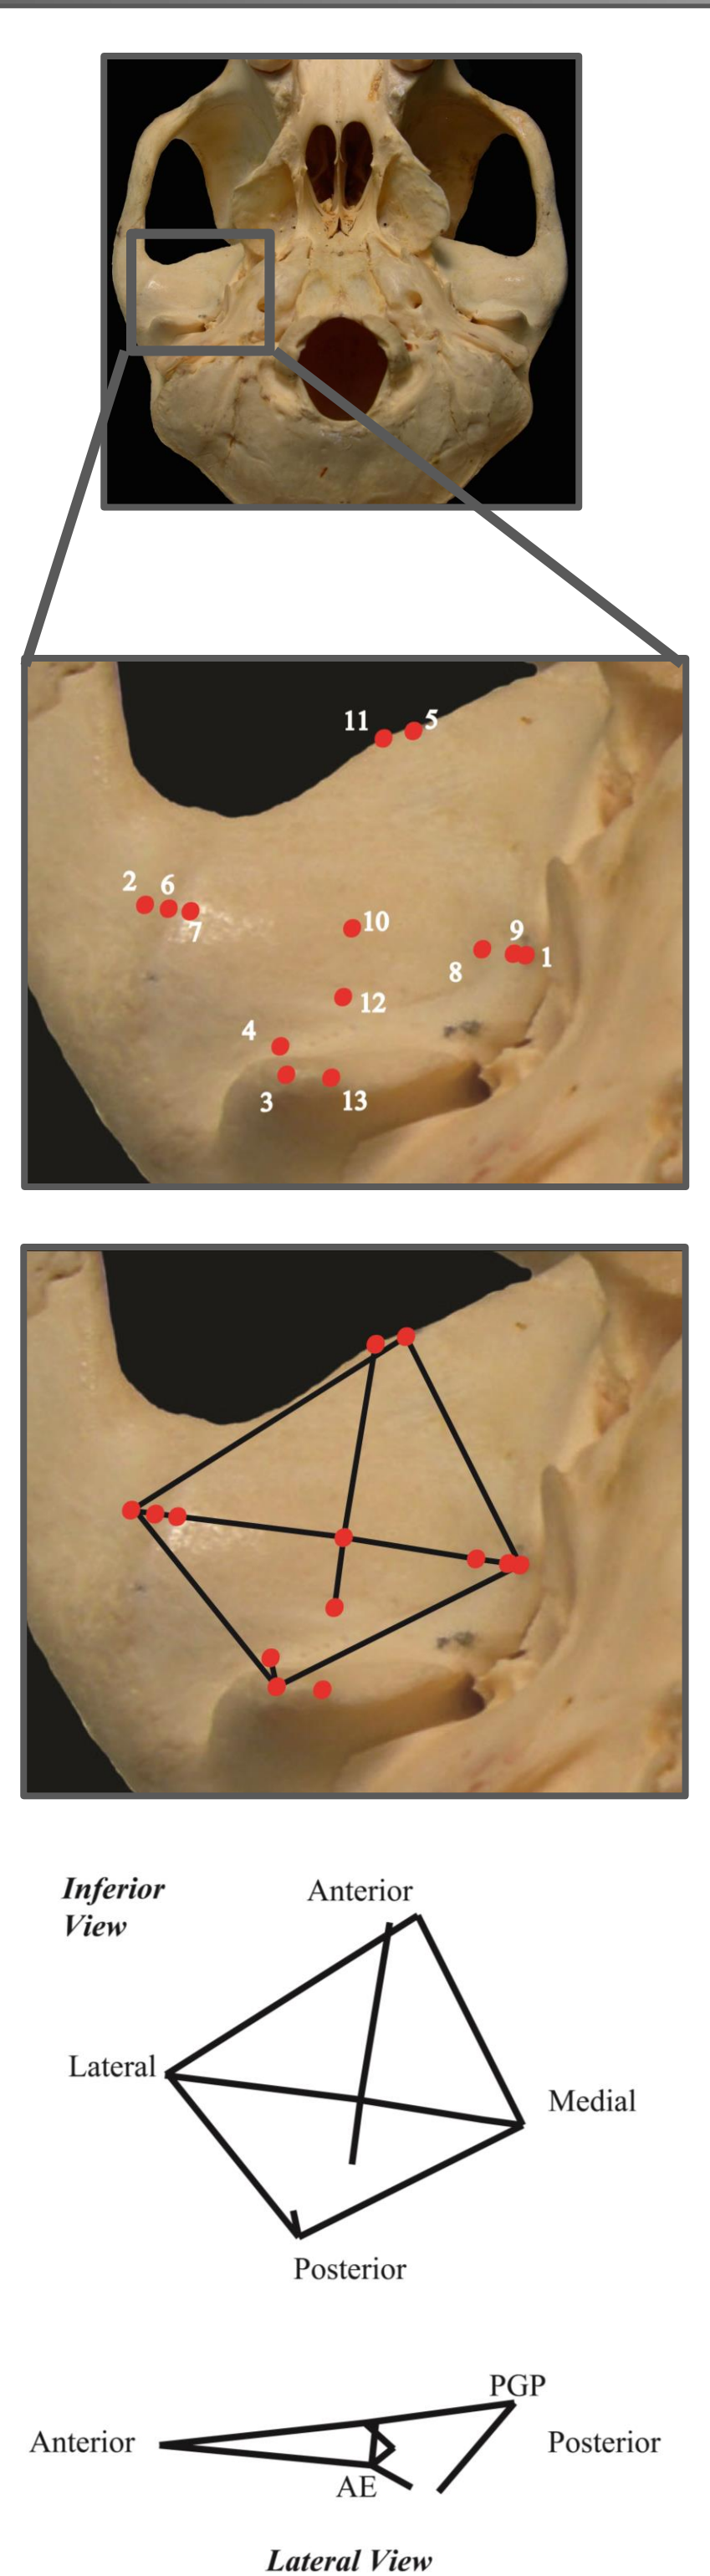 11 5
2 6
7
10
9
8 1
12
4
3 13
Inferior
View
Anterior
Lateral
Medial
Posterior
PGP
Anterior
Posterior
AE
Lateral View